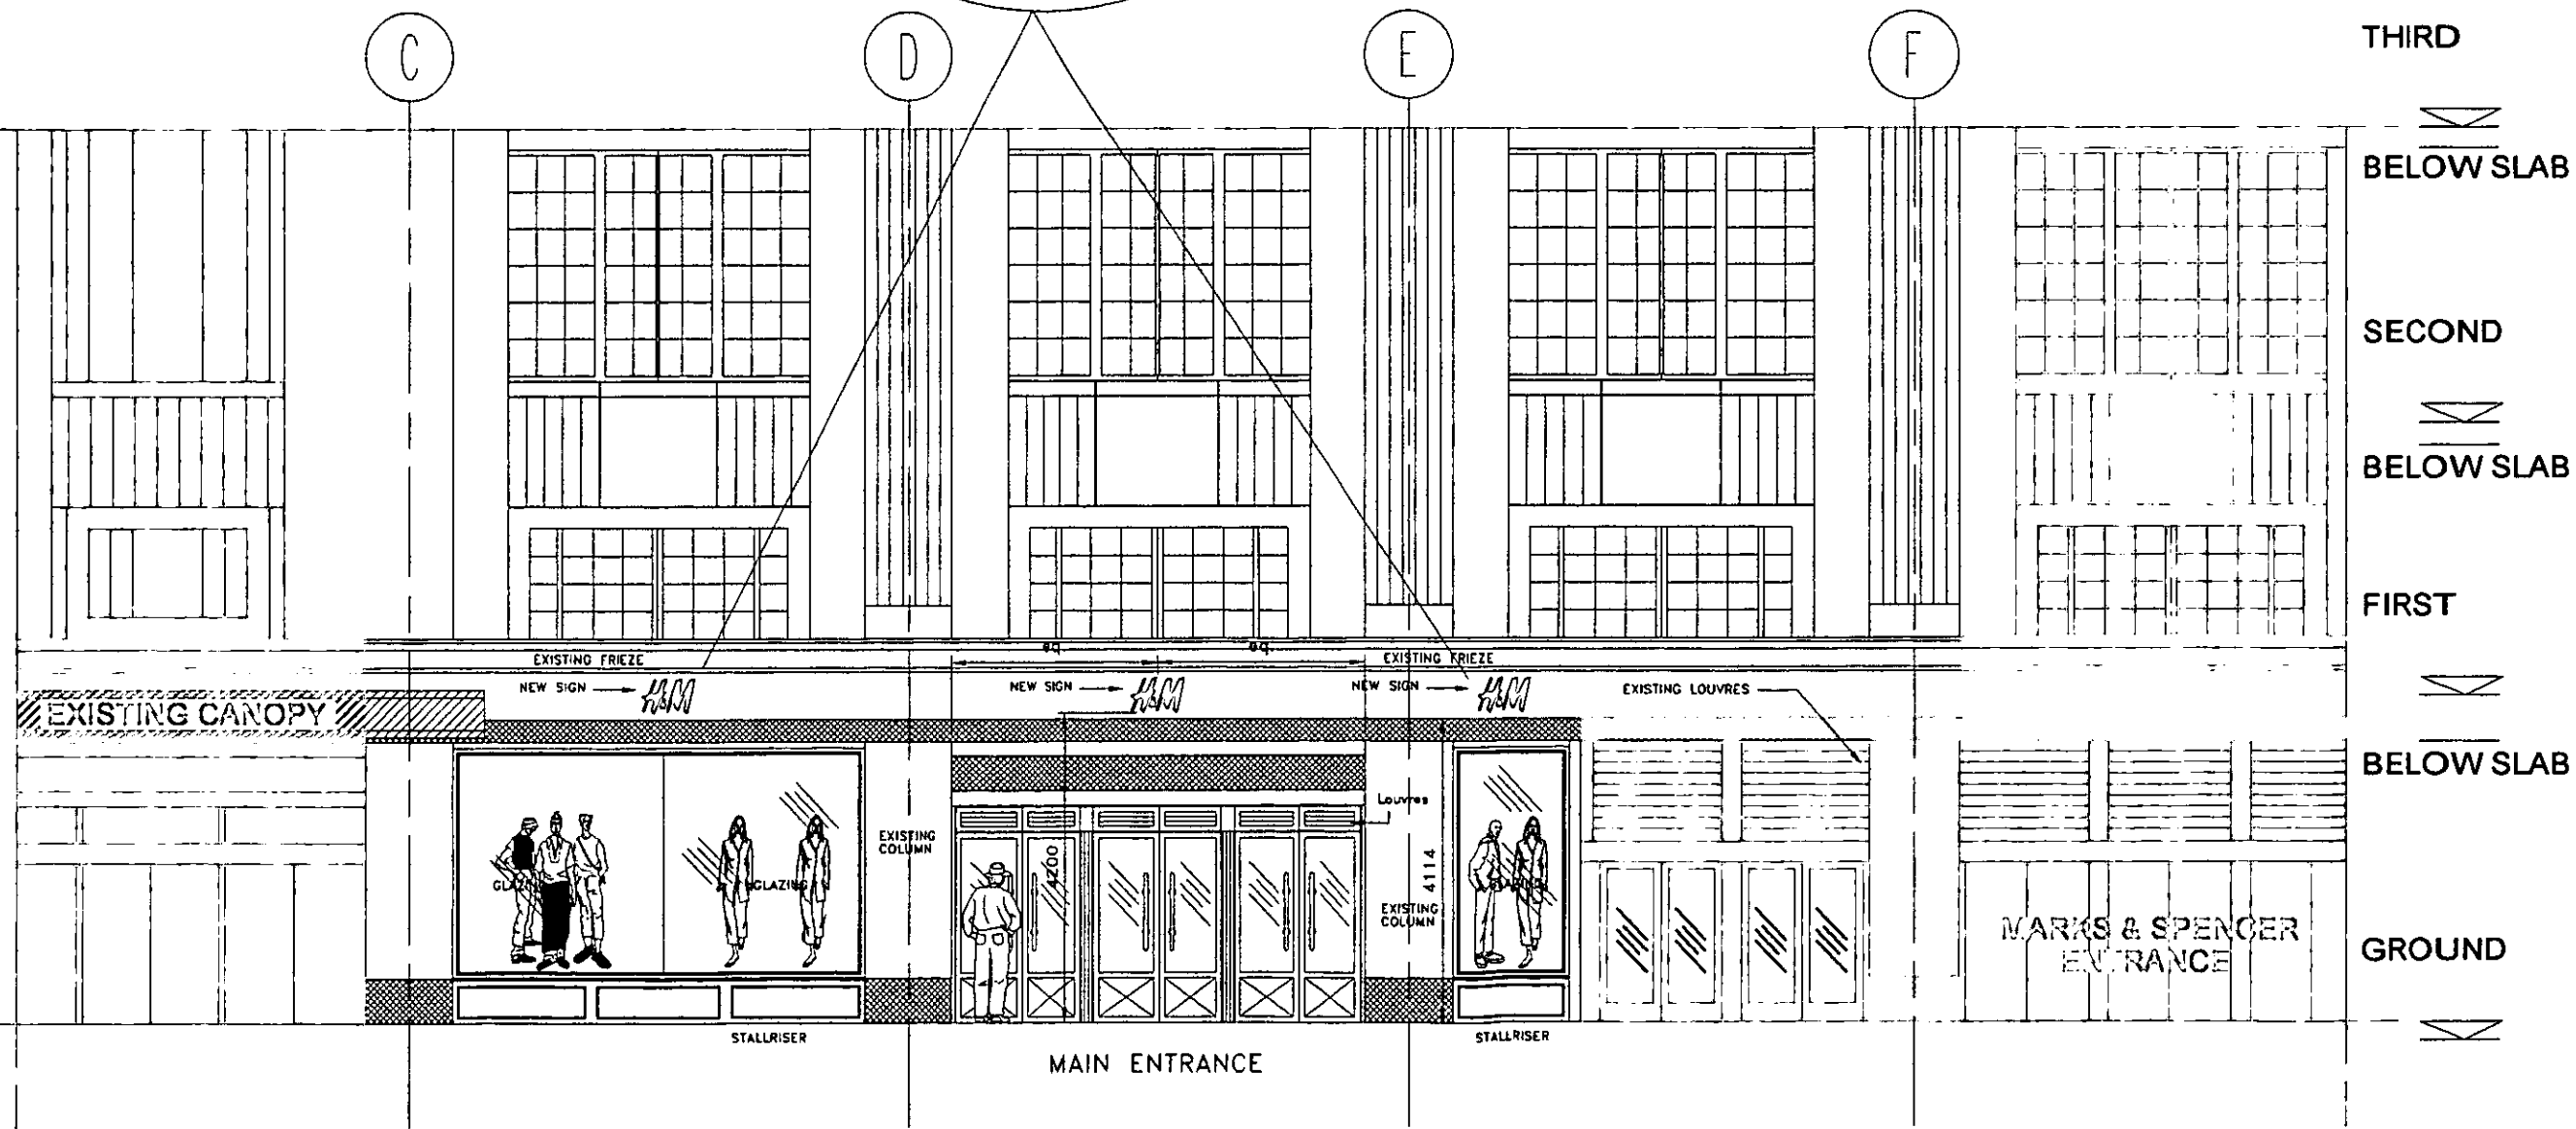 C
D
E
F
THIRD
BELOW SLAB
SECOND
BELOW SLAB
FIRST
EXISTING FRIEZE
eq.
eq.
EXISTING FRIEZE
NEW SIGN
H&M
NEW SIGN
H&M
NEW SIGN
H&M
EXISTING LOUVRES
EXISTING CANOPY
BELOW SLAB
Louvres
EXISTING
COLUMN
4200
4114
GLAZING
GLAZING
EXISTING
COLUMN
MARKS & SPENCER
ENTRANCE
GROUND
STALLRISER
STALLRISER
MAIN ENTRANCE